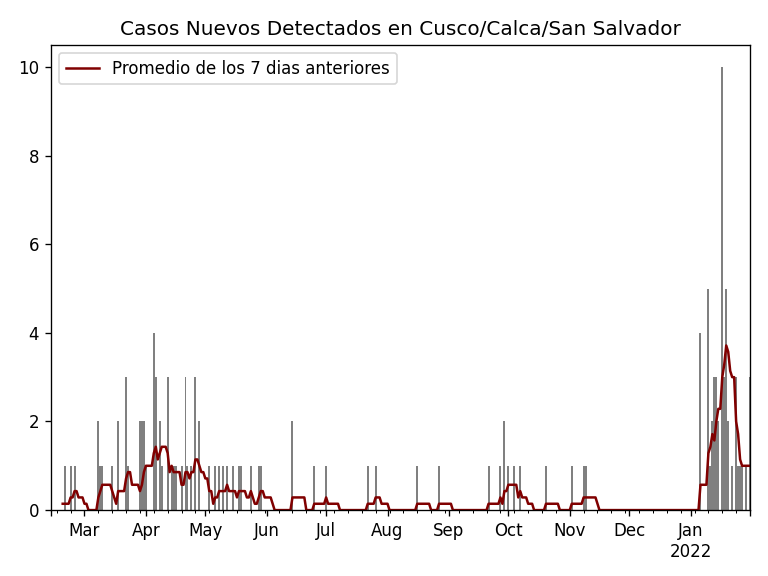 Casos Nuevos Detectados en Cusco/Calca/San Salvador
Promedio de los 7 dias anteriores
10
8
6
4
2
0
Mar Apr May Jun Jul Aug Sep Oct Nov Dec Jan
2022